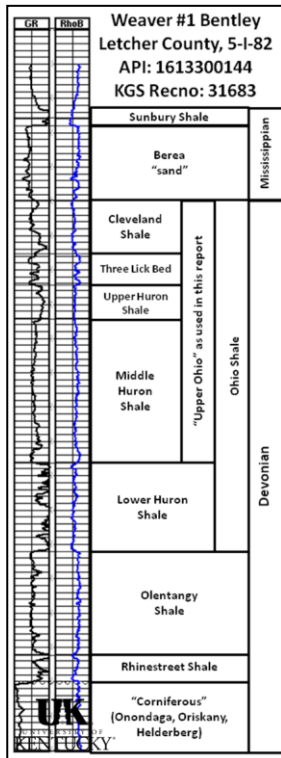 GR
RhoB
Weaver #1 Bentley
Letcher County, 5-I-82
API: 1613300144
KGS Recno: 31683
Sunbury Shale
Berea
“sand”
Mississippian
Cleveland
Shale
Three Lick Bed
Upper Huron
Shale
Middle
Huron
Shale
“Upper Ohio” as used in this report
Ohio Shale
Lower Huron
Shale
Devonian
Olentangy
Shale
Rhinestreet Shale
“Corniferous”
(Onondaga, Oriskany,
Helderberg)
UK
UNIVERSITY OF
KENTUCKY®